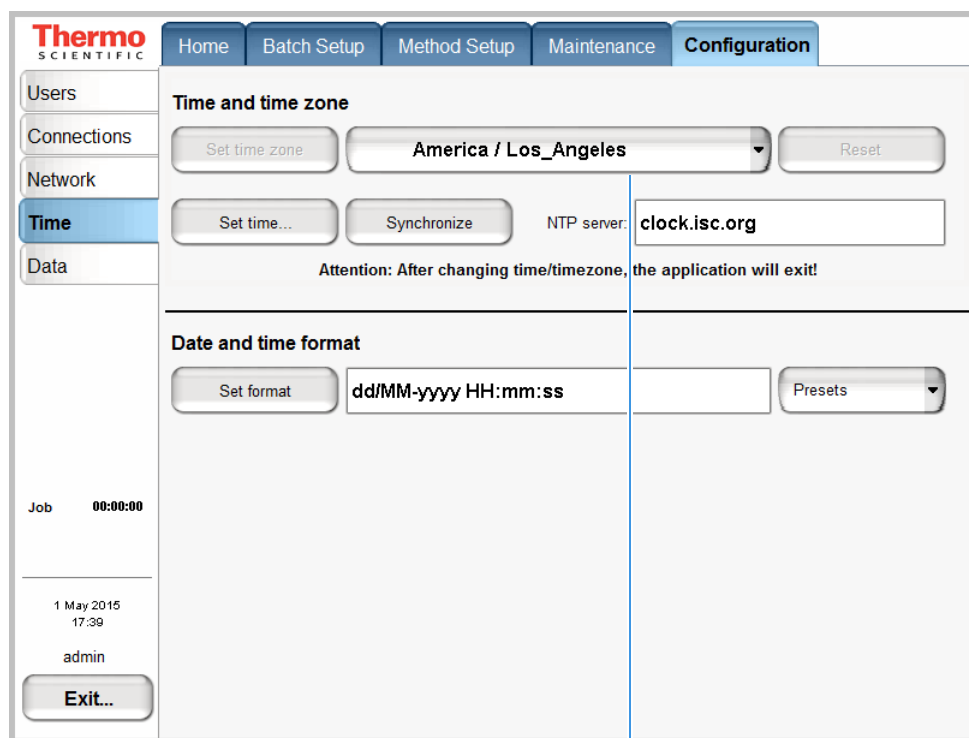 Thermo
SCIENTIFIC
Home Batch Setup Method Setup Maintenance Configuration
Users
Connections
Network
Time
Data
Time and time zone
Set time zone America / Los_Angeles Reset
Set time... Synchronize NTP server: clock.isc.org
Attention: After changing time/timezone, the application will exit!
Date and time format
Set format dd/MM-yyyy HH:mm:ss Presets
Job 00:00:00
1 May 2015
17:39
admin
Exit...